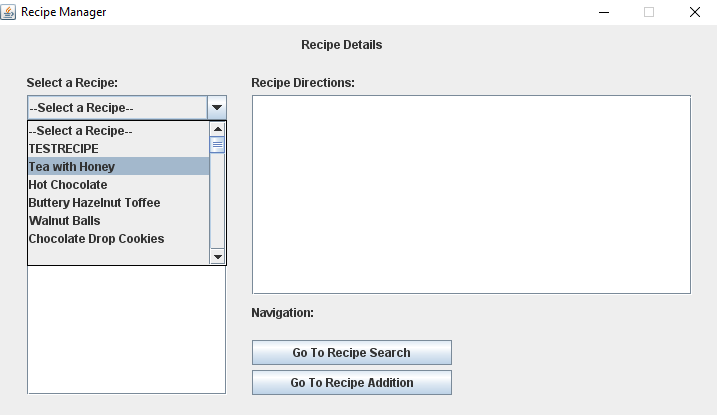 Recipe Manager
Recipe Details
Select a Recipe:
--Select a Recipe--
--Select a Recipe--
TESTRECIPE
Tea with Honey
Hot Chocolate
Buttery Hazelnut Toffee
Walnut Balls
Chocolate Drop Cookies
Recipe Directions:
Navigation:
Go To Recipe Search
Go To Recipe Addition